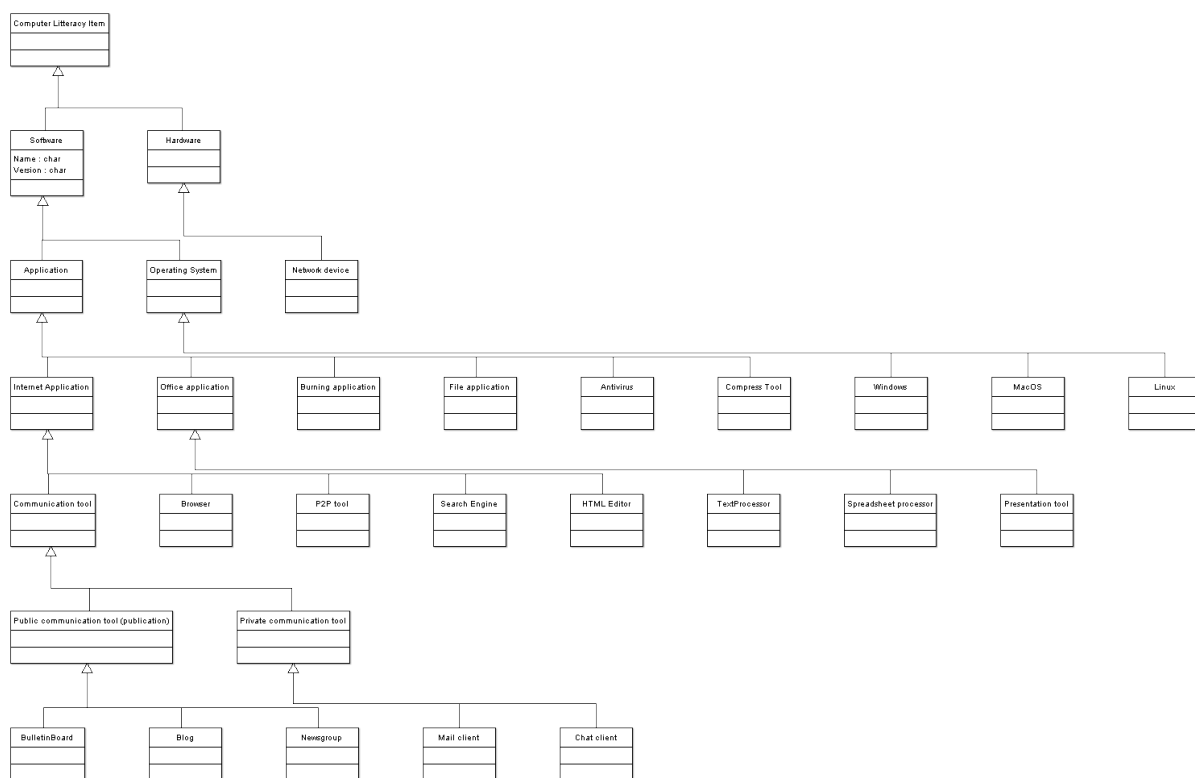 Computer Litteracy Item
Software
Hardware
Name : char
Version : char
Application
Operating System
Network device
Internet Application
Office application
Burning application
File application
Antivirus
Compress Tool
Windows
MacOS
Linux
Communication tool
Browser
P2P tool
Search Engine
HTML Editor
TextProcessor
Spreadsheet processor
Presentation tool
Public communication tool (publication)
Private communication tool
BulletinBoard
Blog
Newsgroup
Mail client
Chat client